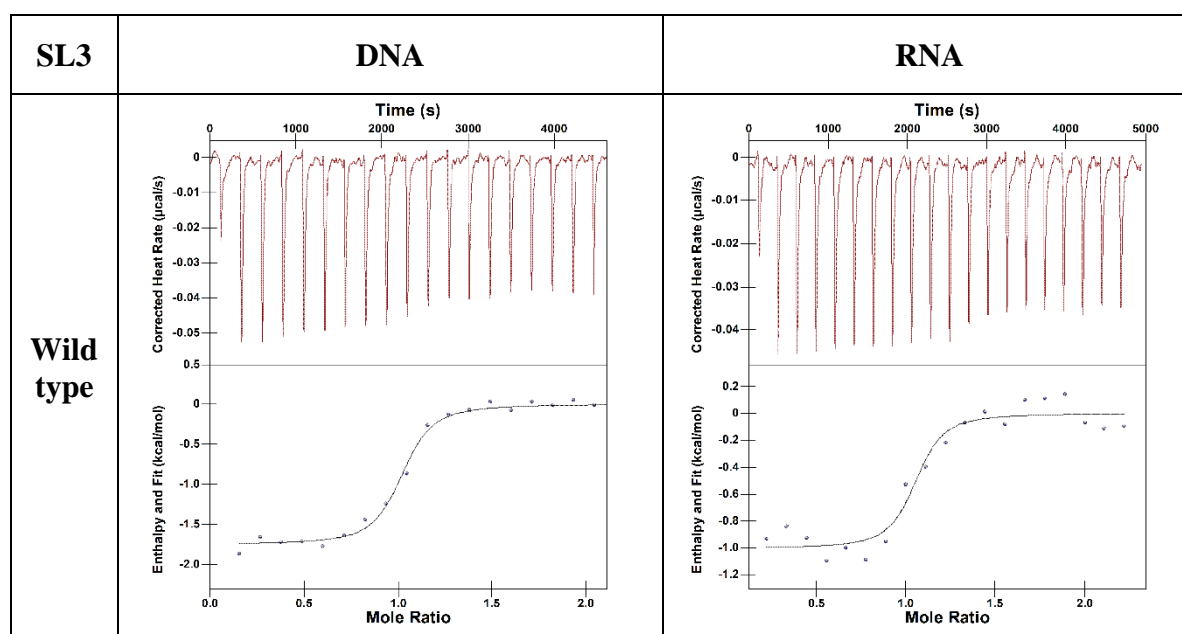 SL3
DNA
RNA
Wild
type
Time (s)
0 1000 2000 3000 4000
Corrected Heat Rate (µcal/s)
0
-0.01
-0.02
-0.03
-0.04
-0.05
0.5
0
-0.5
-1.0
-1.5
-2.0
Enthalpy and Fit (kcal/mol)
0.0 0.5 1.0 1.5 2.0
Mole Ratio
Time (s)
0 1000 2000 3000 4000 5000
Corrected Heat Rate (µcal/s)
0
-0.01
-0.02
-0.03
-0.04
0.2
0
-0.2
-0.4
-0.6
-0.8
-1.0
-1.2
Enthalpy and Fit (kcal/mol)
0.5 1.0 1.5 2.0
Mole Ratio